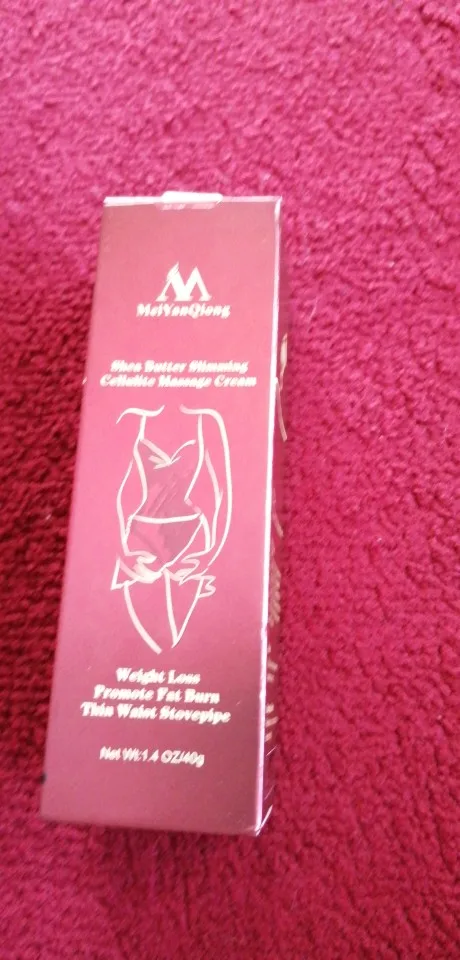 MeiYanQiong
Shea Butter Slimming
Cellulite Massage Cream
Weight Loss
Promote Fat Burn
Thin Waist Stovepipe
Net Wt:1.4 OZ/40g